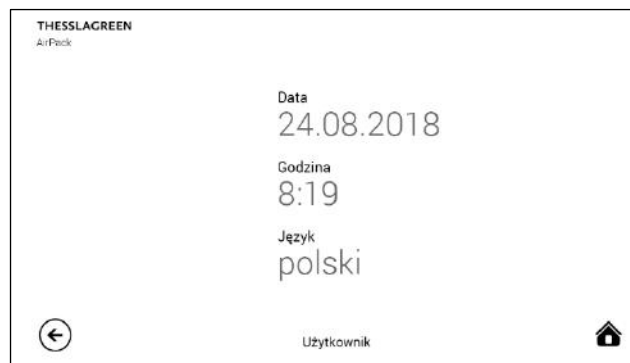 THESSLAGREEN
AirPack
Data
24.08.2018
Godzina
8:19
Język
polski
Użytkownik